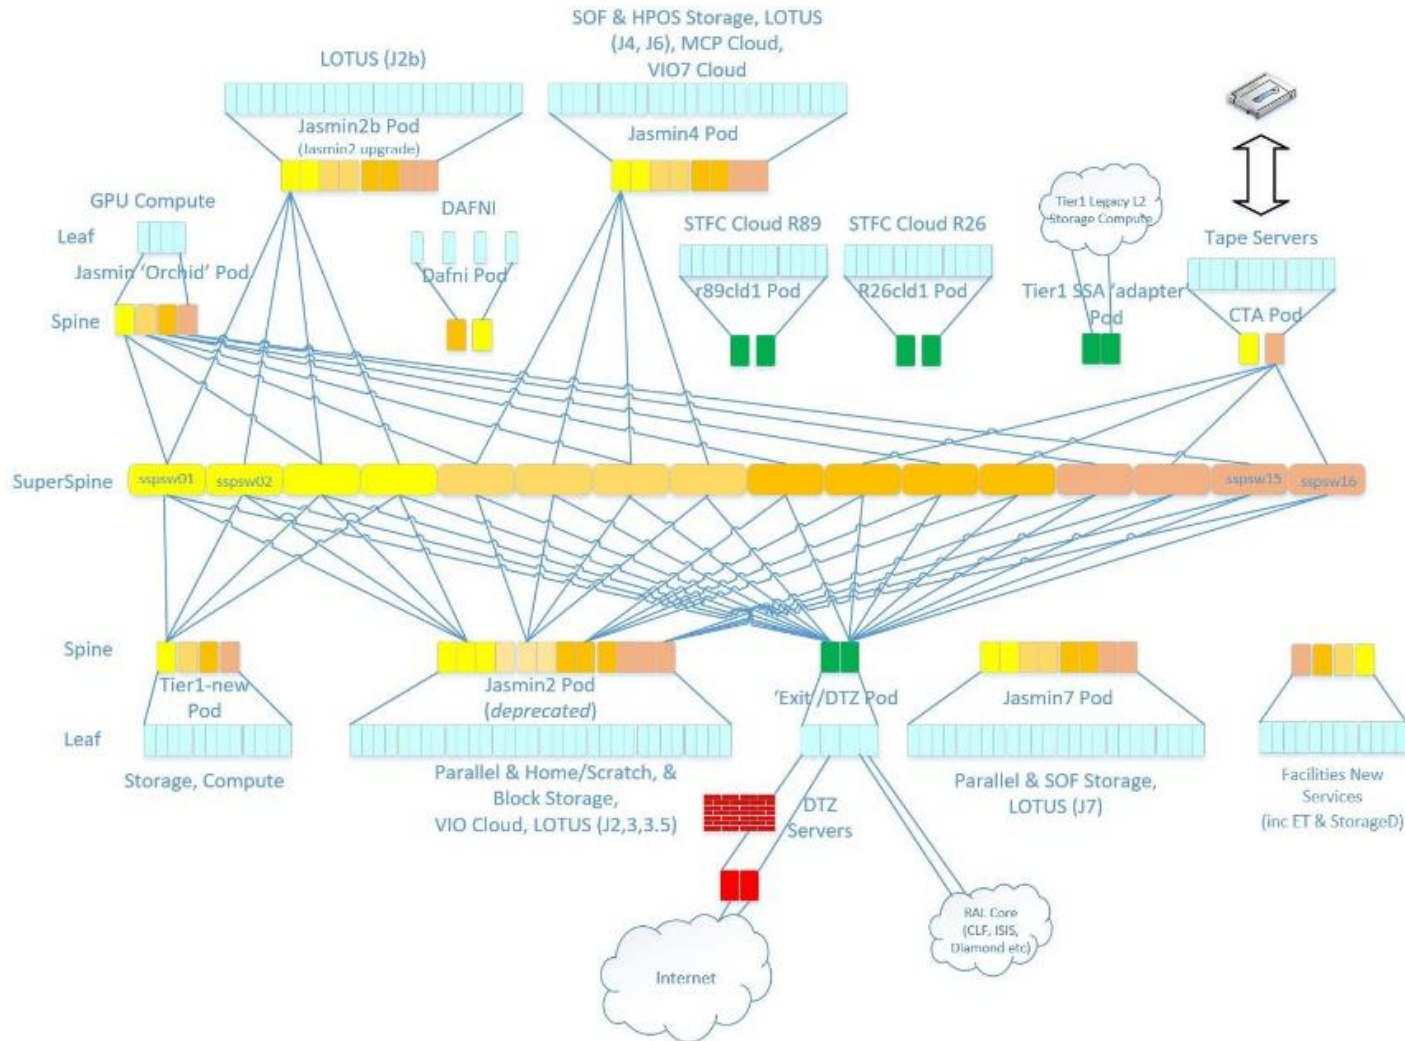 SOF & HPOS Storage, LOTUS
(J4, J6), MCP Cloud,
VIO7 Cloud
LOTUS (J2b)
Jasmin2b Pod
(Jasmin2 upgrade)
Jasmin4 Pod
GPU Compute
Leaf
Jasmin 'Orchid' Pod
Spine
DAFNI
Dafni Pod
STFC Cloud R89
r89cld1 Pod
STFC Cloud R26
R26cld1 Pod
Tier1 Legacy L2
Storage Compute
Tier1 SSA 'adapter'
Pod
Tape Servers
CTA Pod
SuperSpine
sspsw01
sspsw02
sspsw15
sspsw16
Spine
Tier1-new
Pod
Leaf
Storage, Compute
Jasmin2 Pod
(deprecated)
Parallel & Home/Scratch, &
Block Storage,
VIO Cloud, LOTUS (J2,3,3.5)
'Exit'/DTZ Pod
DTZ
Servers
Internet
RAL Core
(CLF, ISIS,
Diamond etc)
Jasmin7 Pod
Parallel & SOF Storage,
LOTUS (J7)
Facilities New
Services
(inc ET & StorageD)